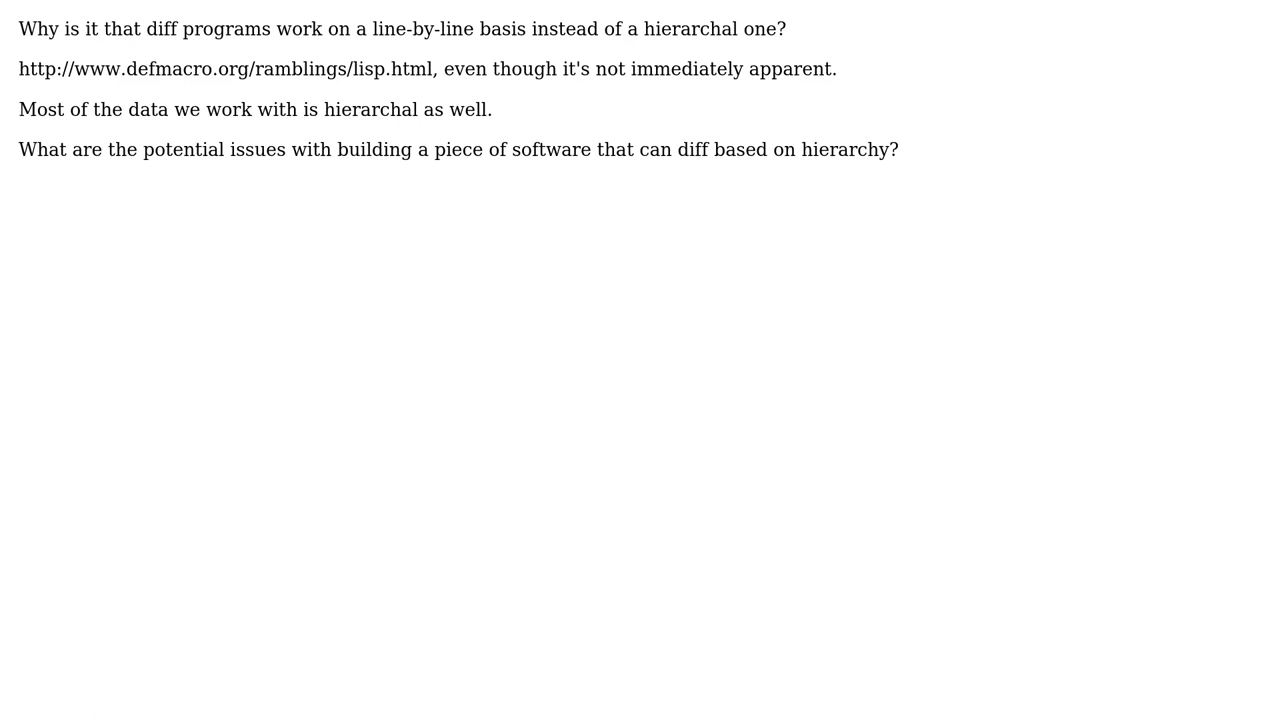 Why is it that diff programs work on a line-by-line basis instead of a hierarchal one?
http://www.defmacro.org/ramblings/lisp.html, even though it's not immediately apparent.
Most of the data we work with is hierarchal as well.
What are the potential issues with building a piece of software that can diff based on hierarchy?